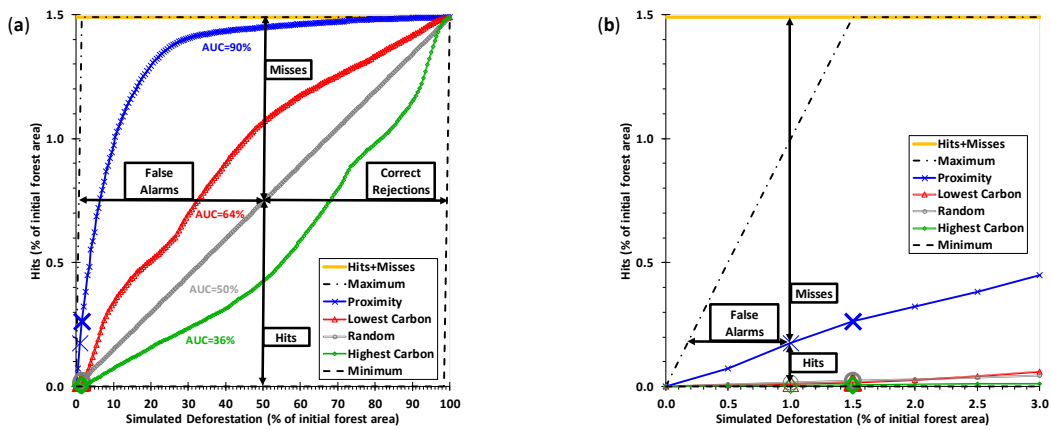 (a)
Hits (% of initial forest area)
1.5
1.0
0.5
0.0
AUC=90%
Misses
False
Alarms
Correct
Rejections
AUC=64%
AUC=50%
AUC=36%
Hits
Hits+Misses
Maximum
Proximity
Lowest Carbon
Random
Highest Carbon
Minimum
0 10 20 30 40 50 60 70 80 90 100
Simulated Deforestation (% of initial forest area)
(b)
Hits (% of initial forest area)
1.5
1.0
0.5
0.0
Hits+Misses
Maximum
Proximity
Lowest Carbon
Random
Highest Carbon
Minimum
Misses
False
Alarms
Hits
0.0 0.5 1.0 1.5 2.0 2.5 3.0
Simulated Deforestation (% of initial forest area)